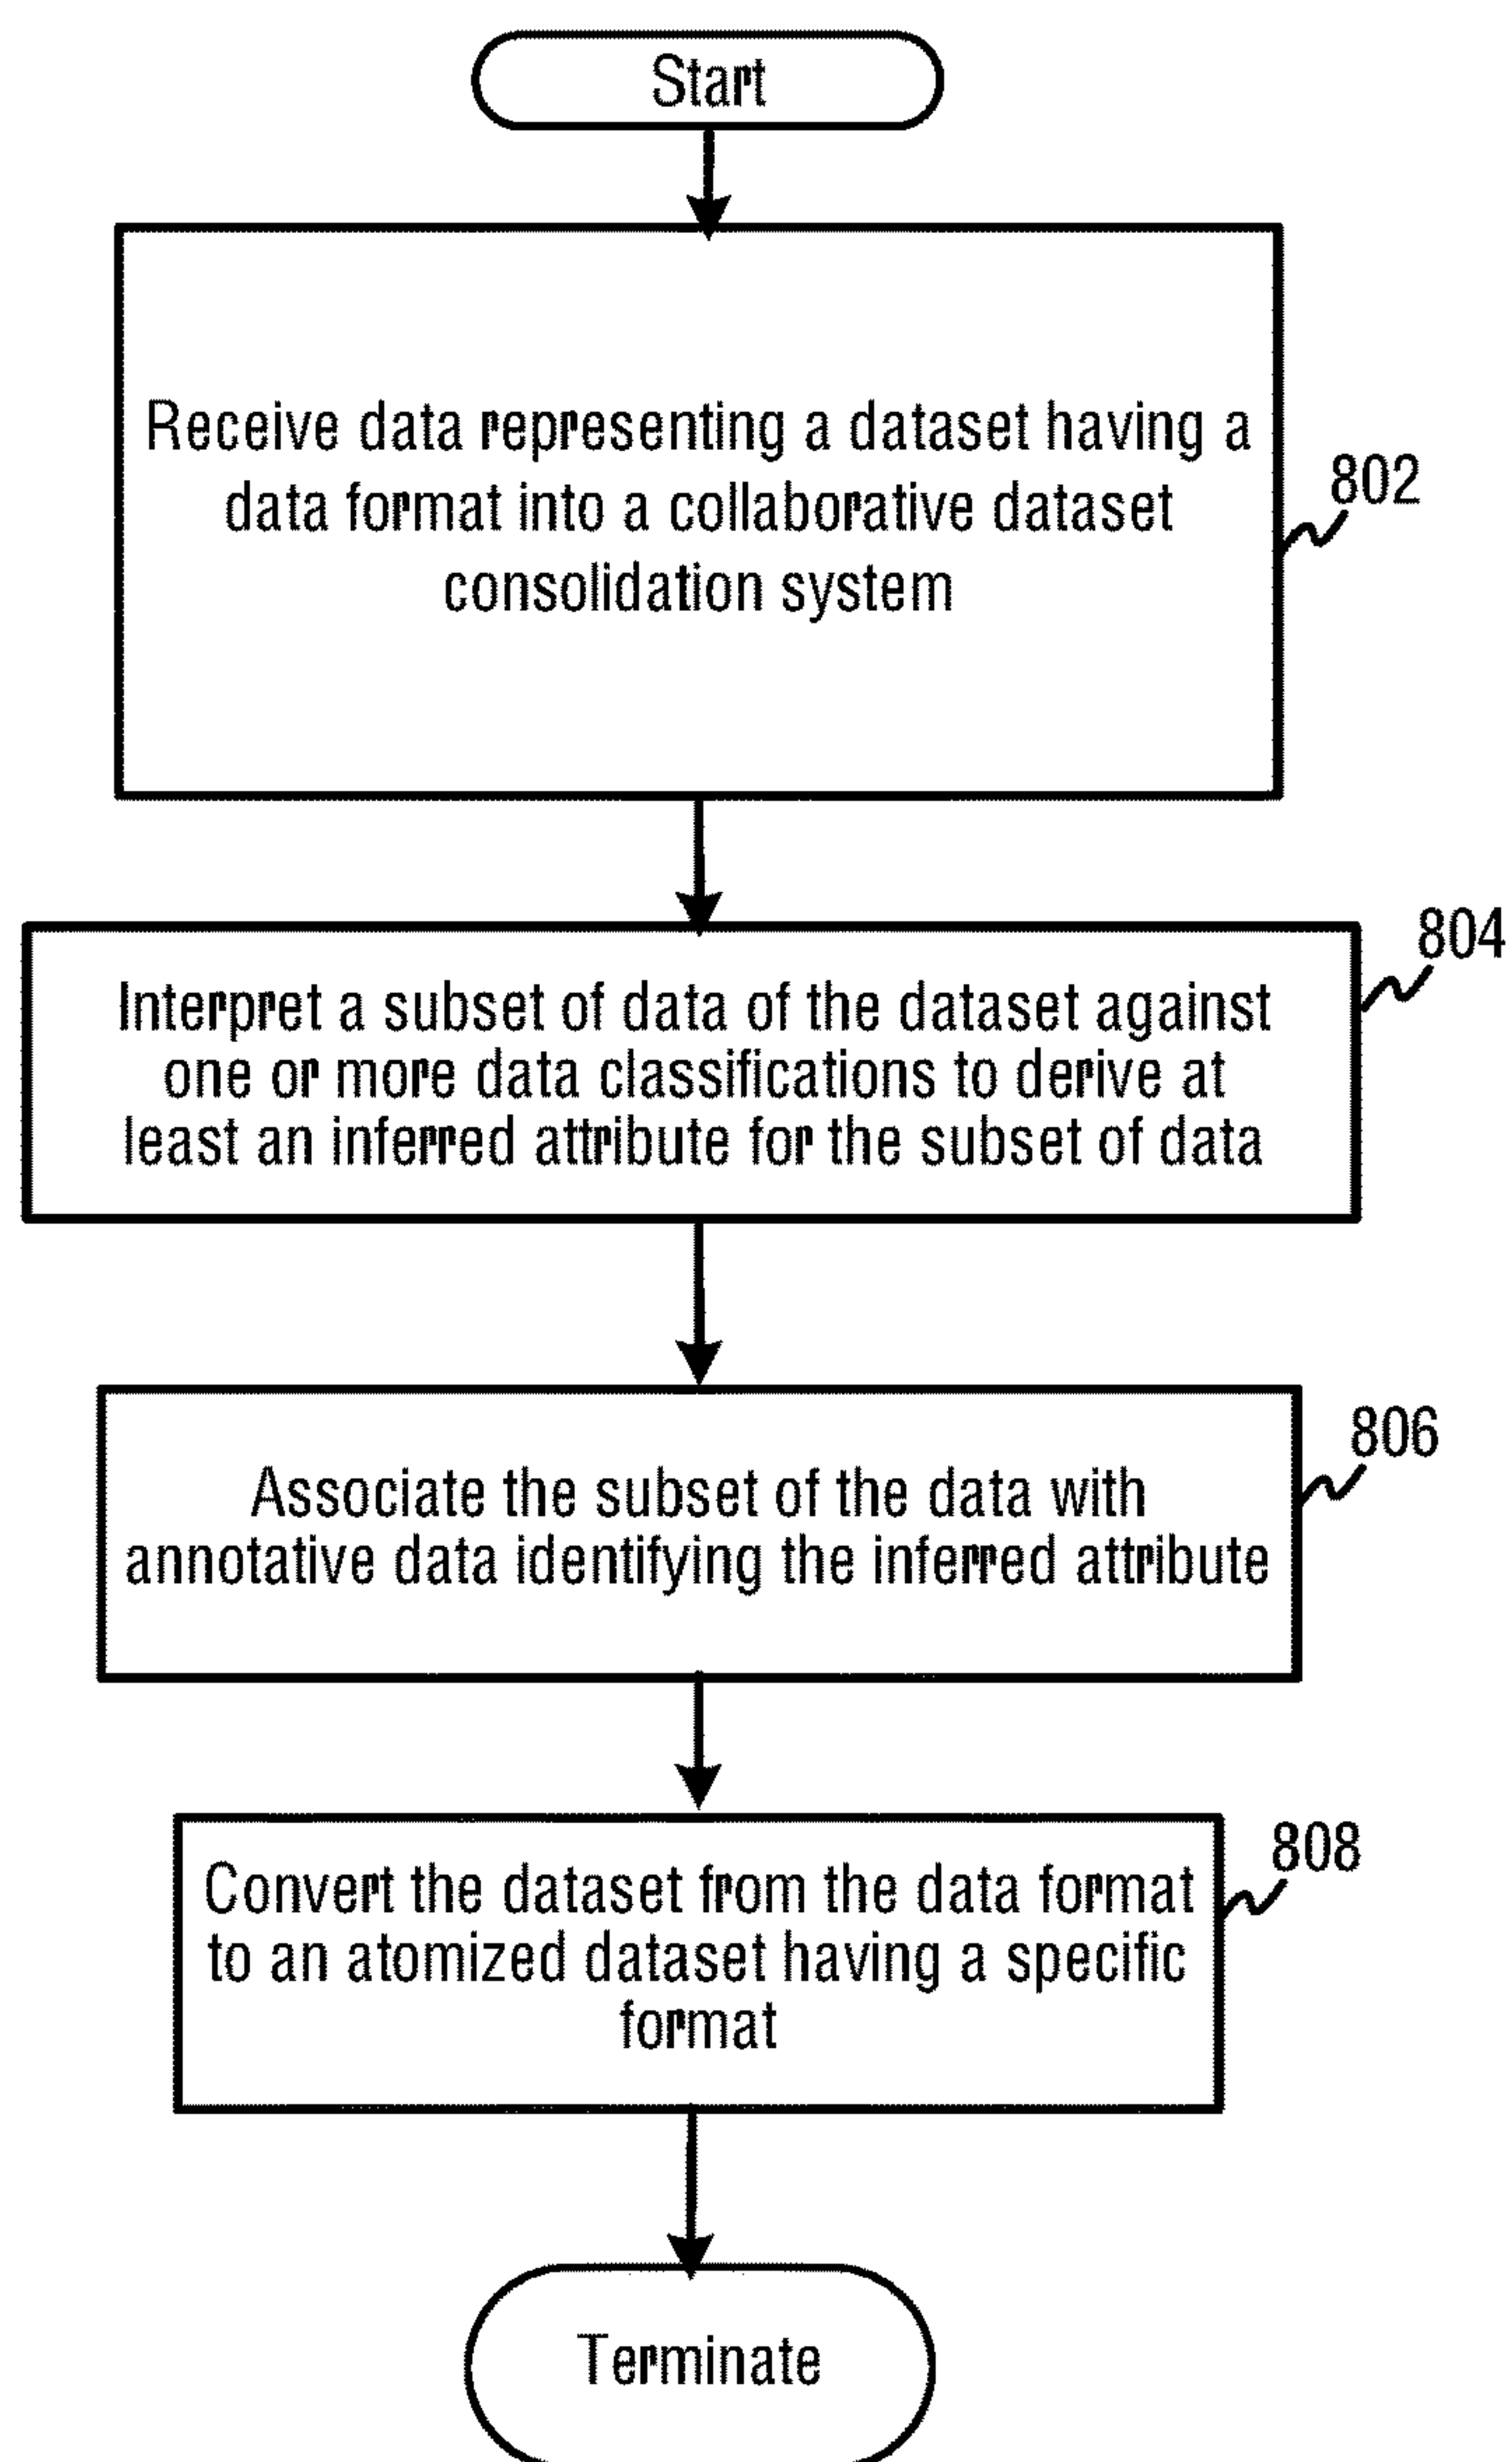 Start
Receive data representing a dataset having a
data format into a collaborative dataset
consolidation system
802
804
Interpret a subset of data of the dataset against
one or more data classifications to derive at
least an inferred attribute for the subset of data
806
Associate the subset of the data with
annotative data identifying the inferred attribute
808
Convert the dataset from the data format
to an atomized dataset having a specific
format
Terminate